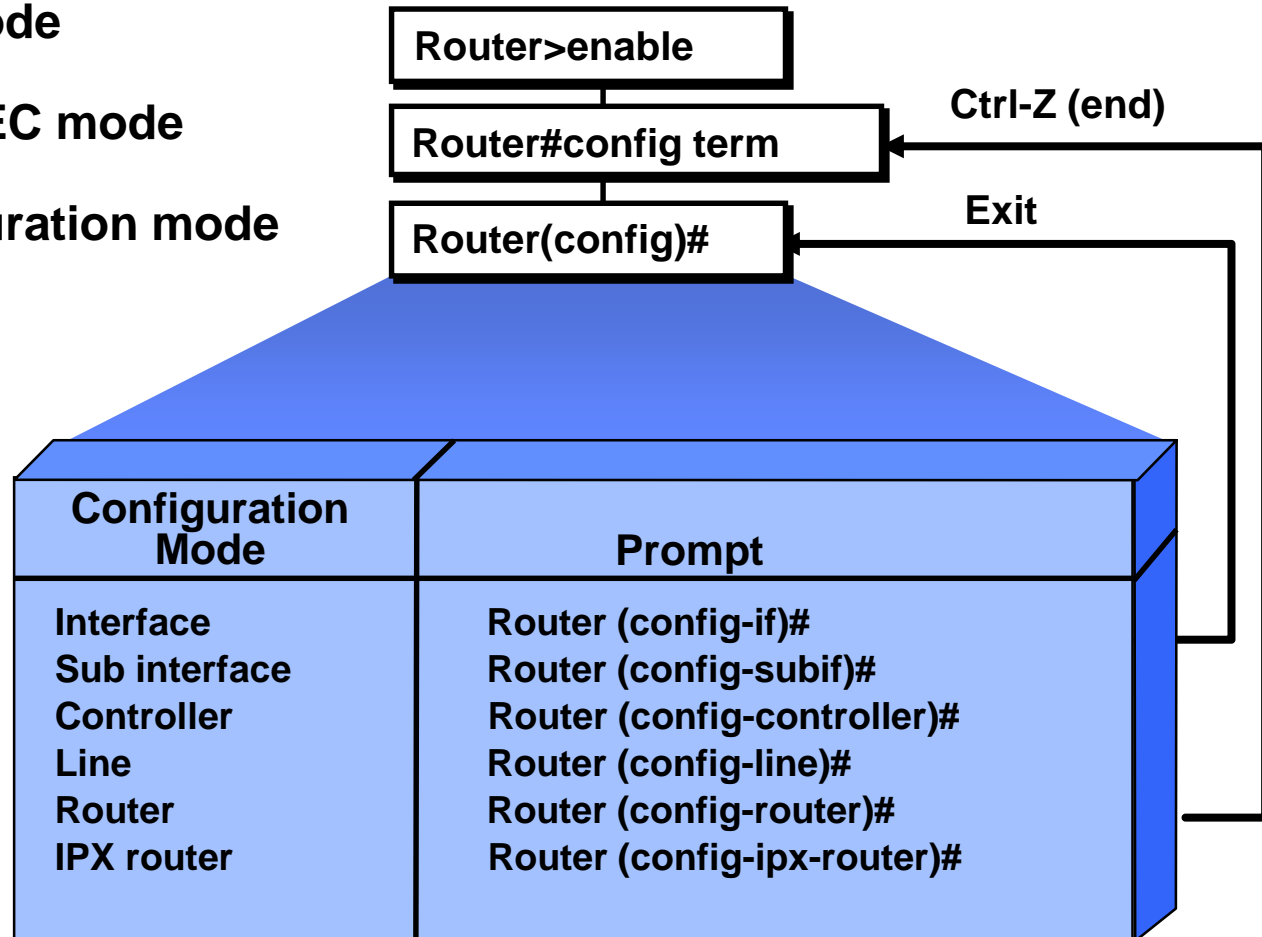 ode
Router>enable
Ctrl-Z (end)
EC mode
Router#config term
Exit
uration mode
Router(config)#
Configuration
Mode
Prompt
Interface Router (config-if)#
Sub interface Router (config-subif)#
Controller Router (config-controller)#
Line Router (config-line)#
Router Router (config-router)#
IPX router Router (config-ipx-router)#